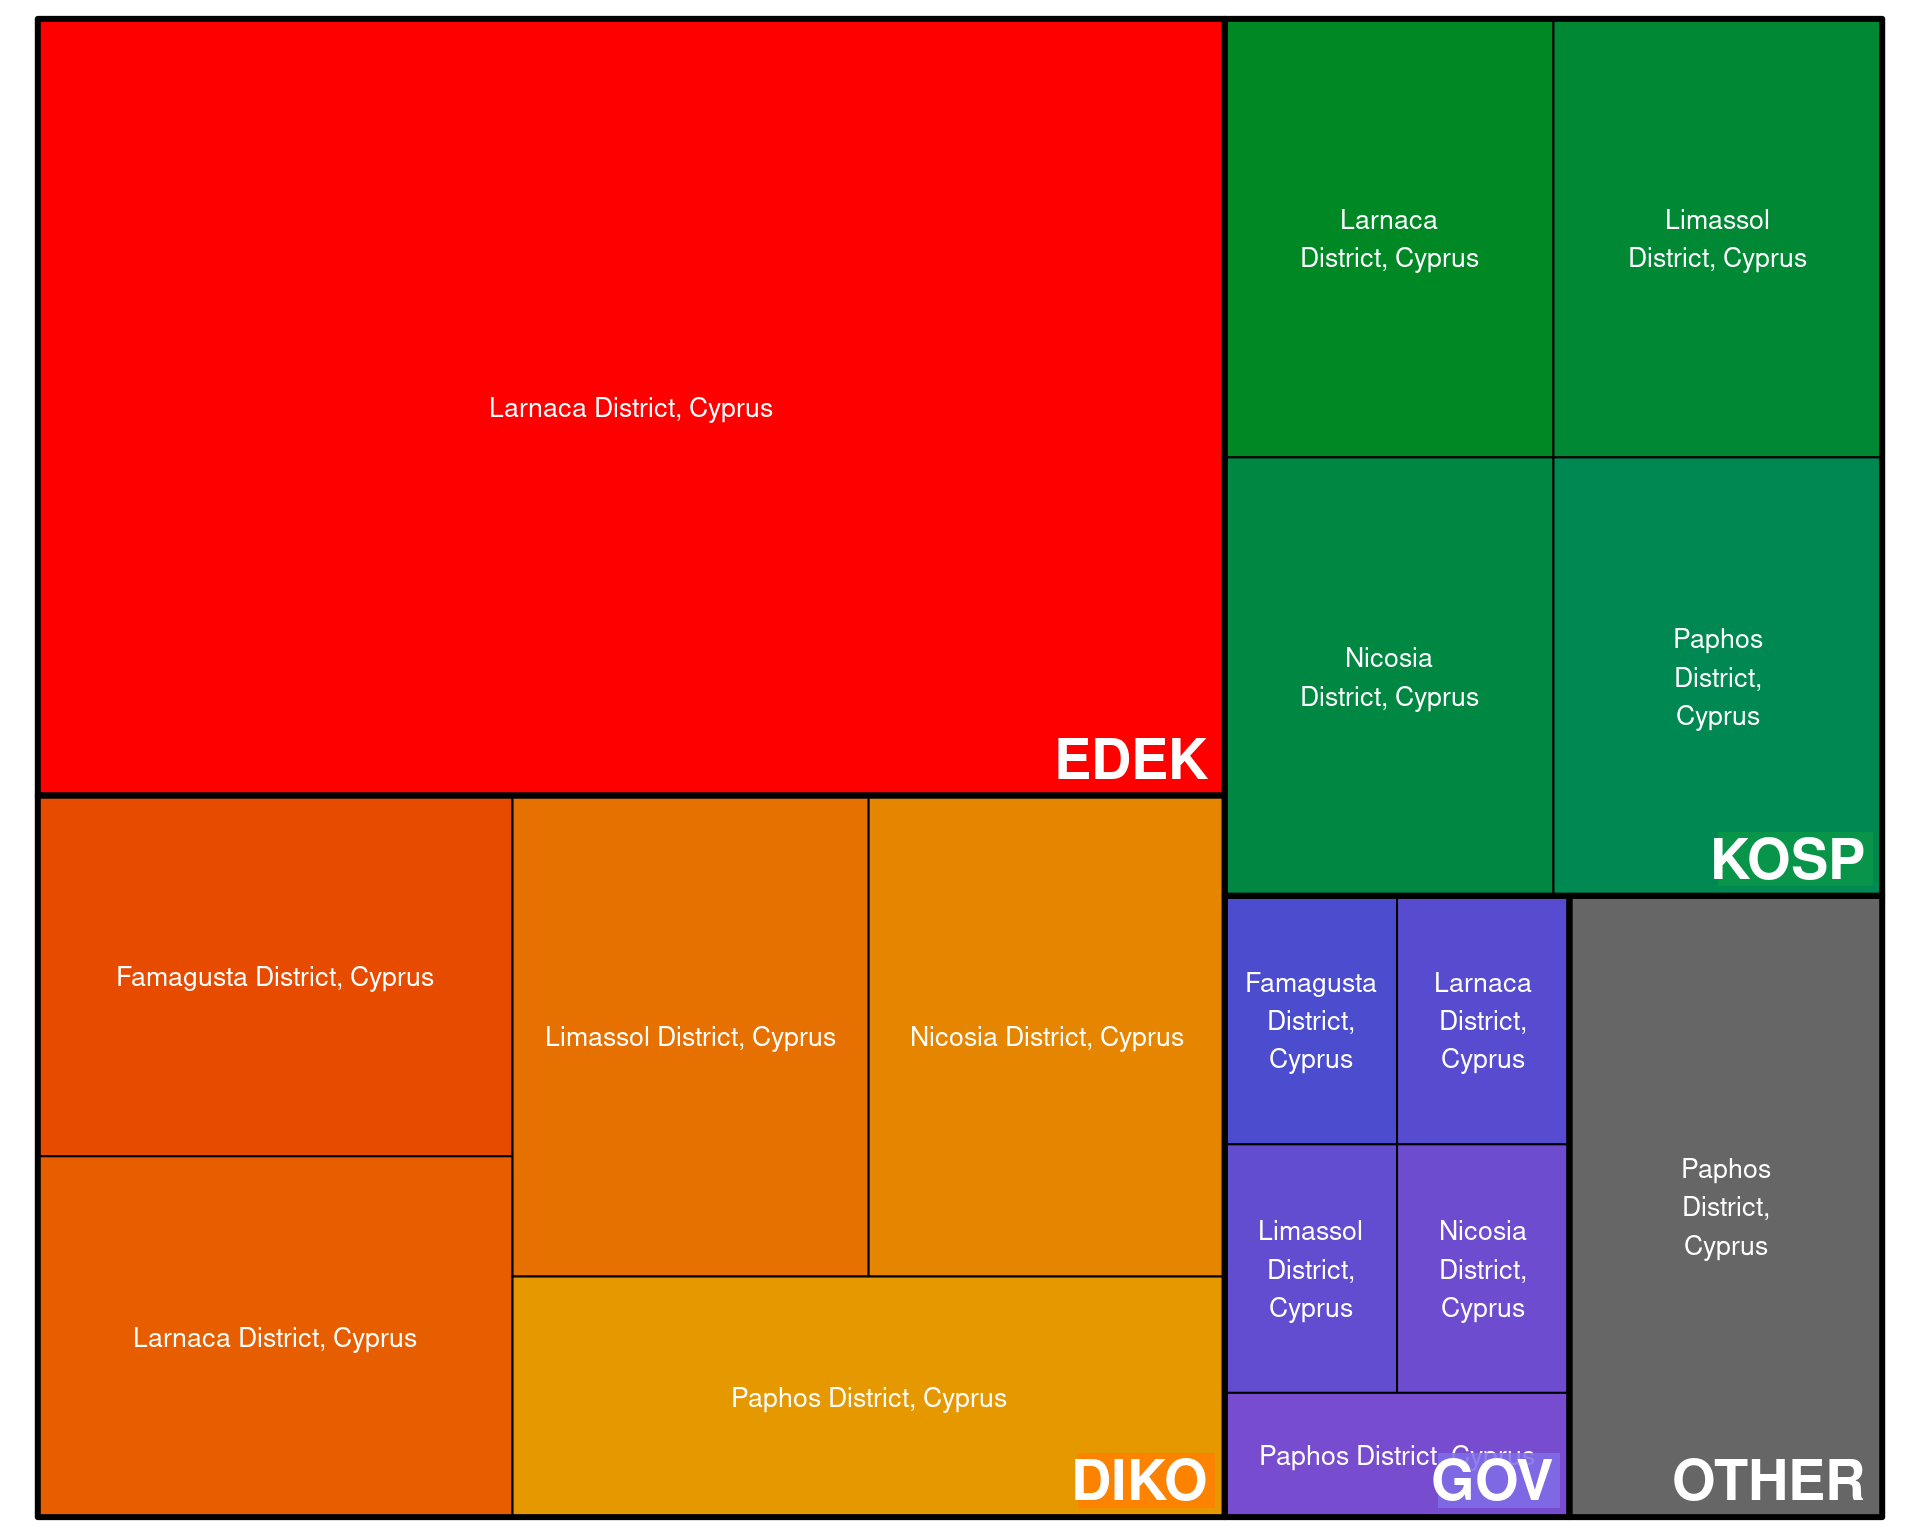 Larnaca District, Cyprus
EDEK
Famagusta District, Cyprus
Larnaca District, Cyprus
Limassol District, Cyprus
Nicosia District, Cyprus
Paphos District, Cyprus
DIKO
Larnaca
District, Cyprus
Limassol
District, Cyprus
Nicosia
District, Cyprus
Paphos
District,
Cyprus
KOSP
Famagusta
District,
Cyprus
Larnaca
District,
Cyprus
Limassol
District,
Cyprus
Nicosia
District,
Cyprus
Paphos District, Cyprus
GOV
Paphos
District,
Cyprus
OTHER